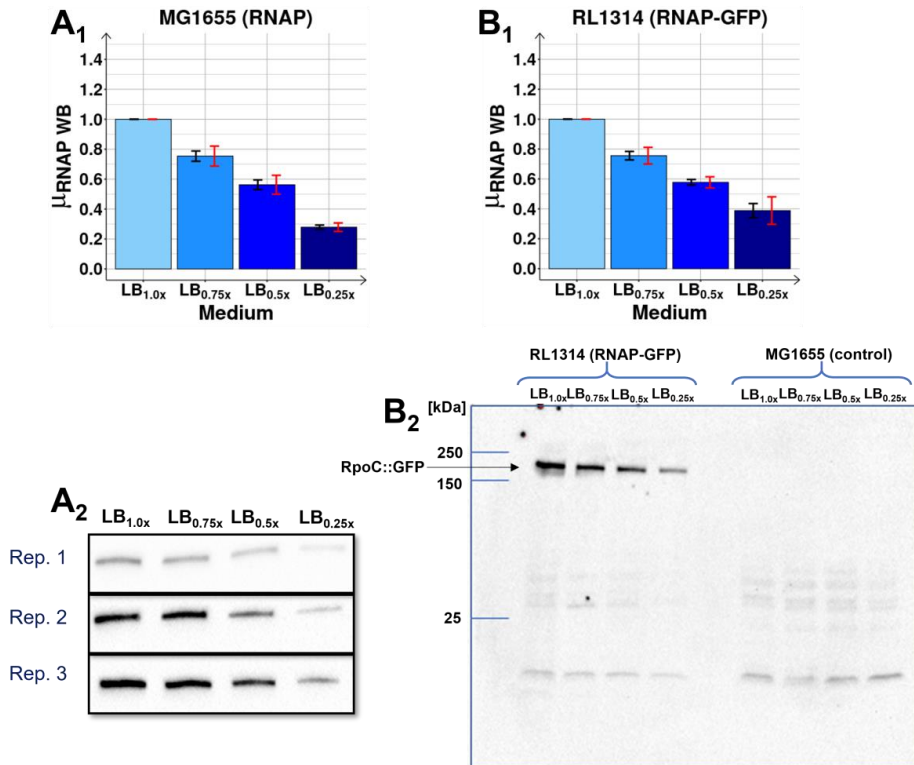 A1 MG1655 (RNAP)
μRNAP WB
1.4
1.2
1.0
0.8
0.6
0.4
0.2
0.0
LB1.0x LB0.75x LB0.5x LB0.25x
Medium
B1 RL1314 (RNAP-GFP)
μRNAP WB
1.4
1.2
1.0
0.8
0.6
0.4
0.2
0.0
LB1.0x LB0.75x LB0.5x LB0.25x
Medium
A2
LB1.0x LB0.75x LB0.5x LB0.25x
Rep. 1
Rep. 2
Rep. 3
B2
RL1314 (RNAP-GFP) MG1655 (control)
LB1.0x LB0.75x LB0.5x LB0.25x LB1.0x LB0.75x LB0.5x LB0.25x
[kDa]
250
RpoC::GFP
150
25